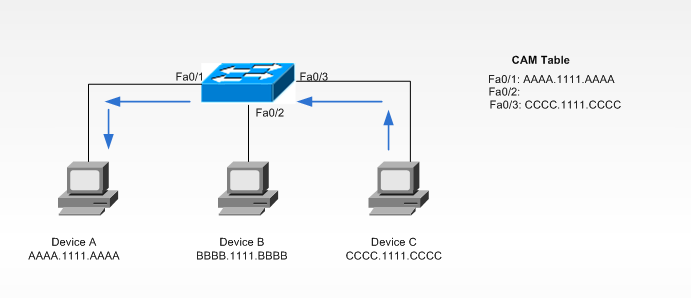 CAM Table
Fa0/1
Fa0/3
Fa0/1: AAAA.1111.AAAA
Fa0/2:
Fa0/3: CCCC.1111.CCCC
Fa0/2
Device A
Device B
Device C
AAAA.1111.AAAA
BBBB.1111.BBBB
CCCC.1111.CCCC